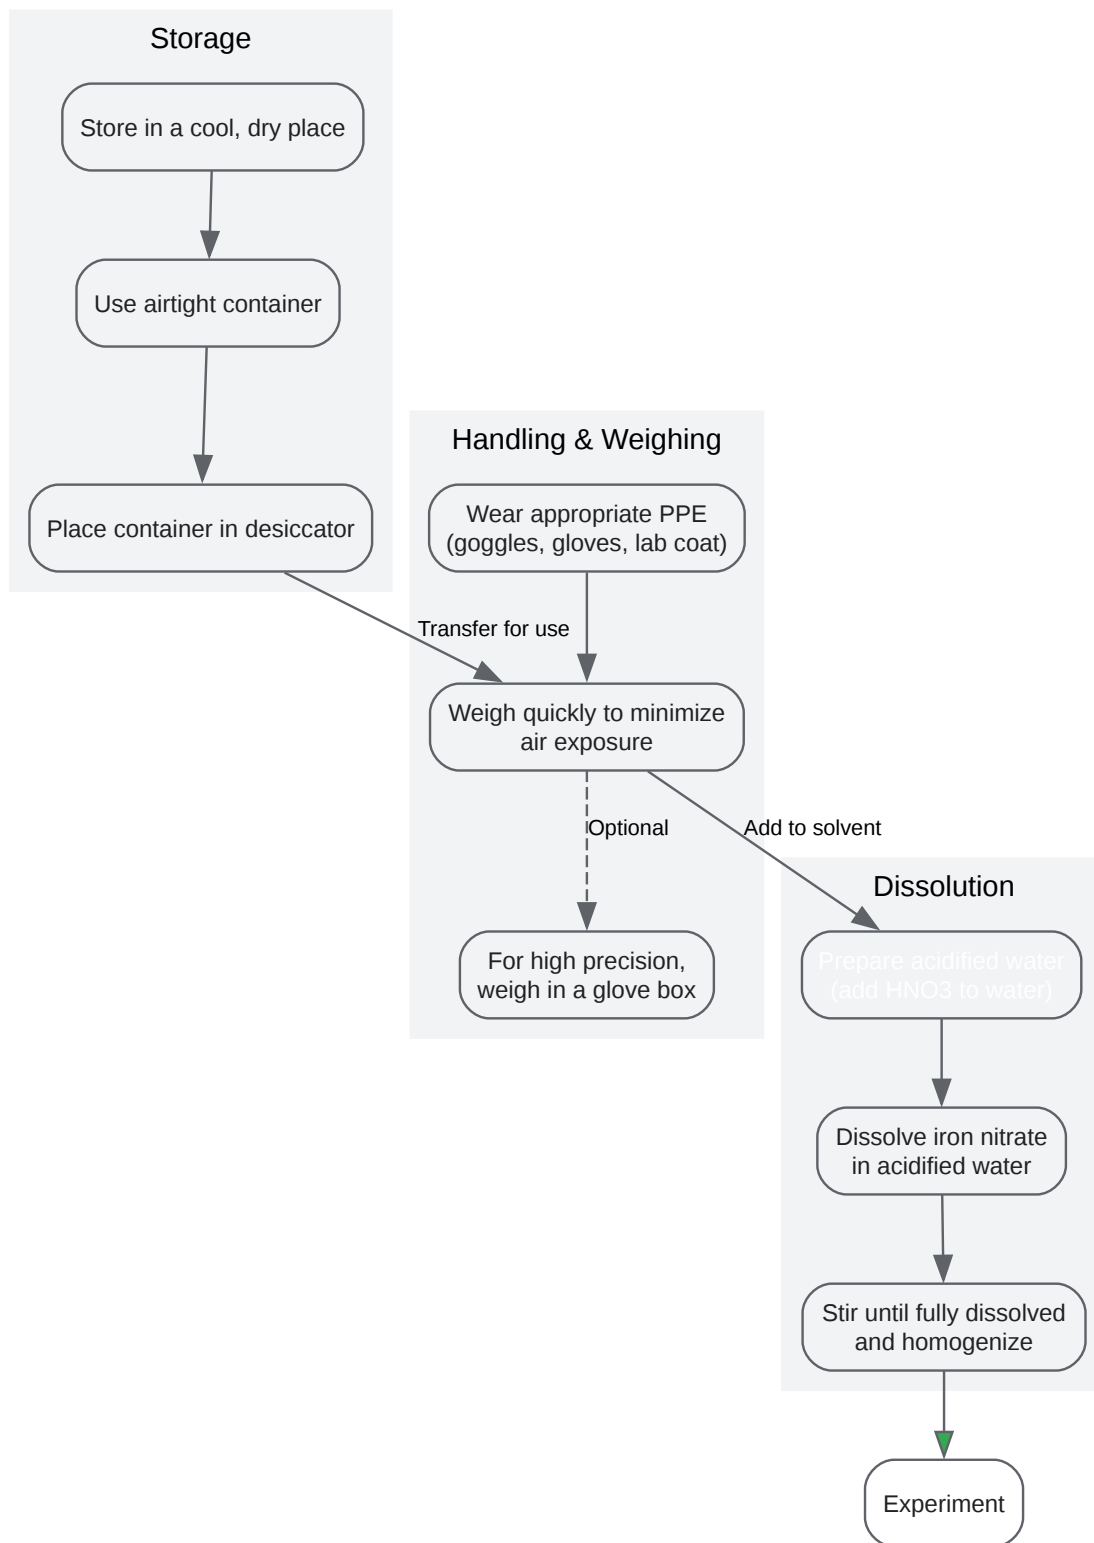 Storage
Store in a cool, dry place
Use airtight container
Place container in desiccator
Handling & Weighing
Wear appropriate PPE
(goggles, gloves, lab coat)
Transfer for use
Weigh quickly to minimize
air exposure
Optional
Add to solvent
For high precision,
weigh in a glove box
Dissolution
Prepare acidified water
(add HNO3 to water)
Dissolve iron nitrate
in acidified water
Stir until fully dissolved
and homogenize
Experiment